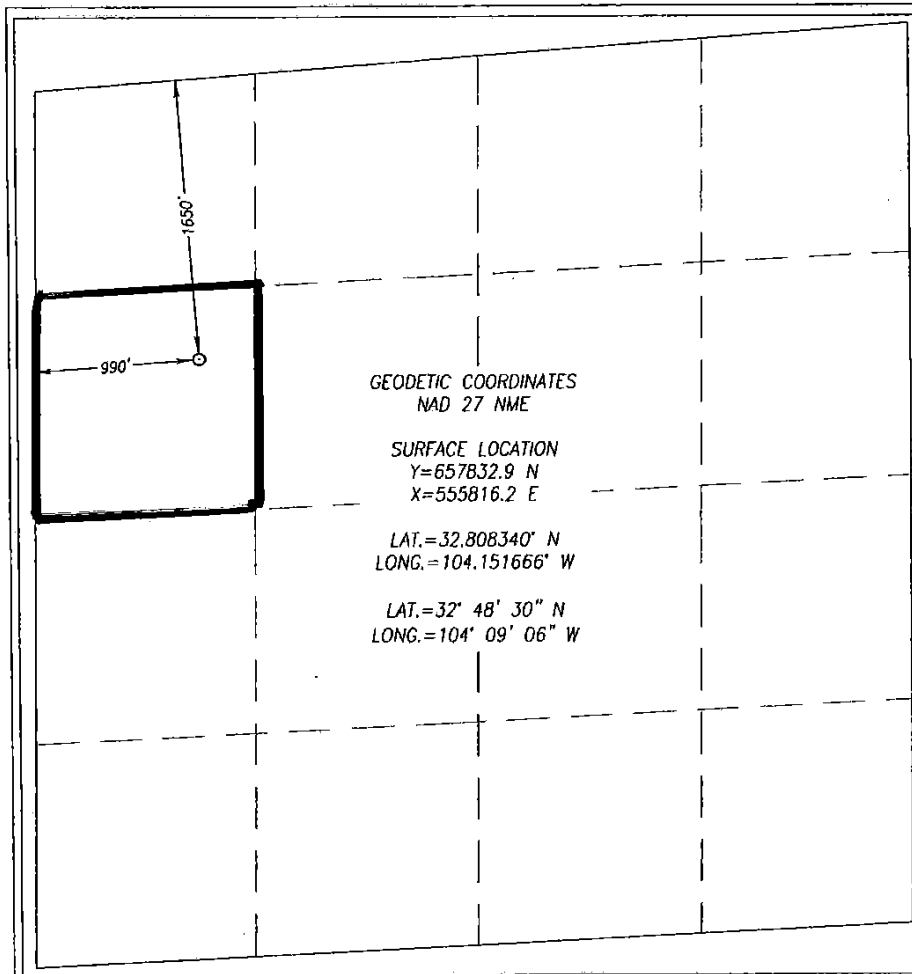 1650'
990'
GEODETIC COORDINATES
NAD 27 NME
SURFACE LOCATION
Y=657832.9 N
X=555816.2 E
LAT.=32.808340° N
LONG.=104.151666° W
LAT.=32° 48' 30" N
LONG.=104° 09' 06" W